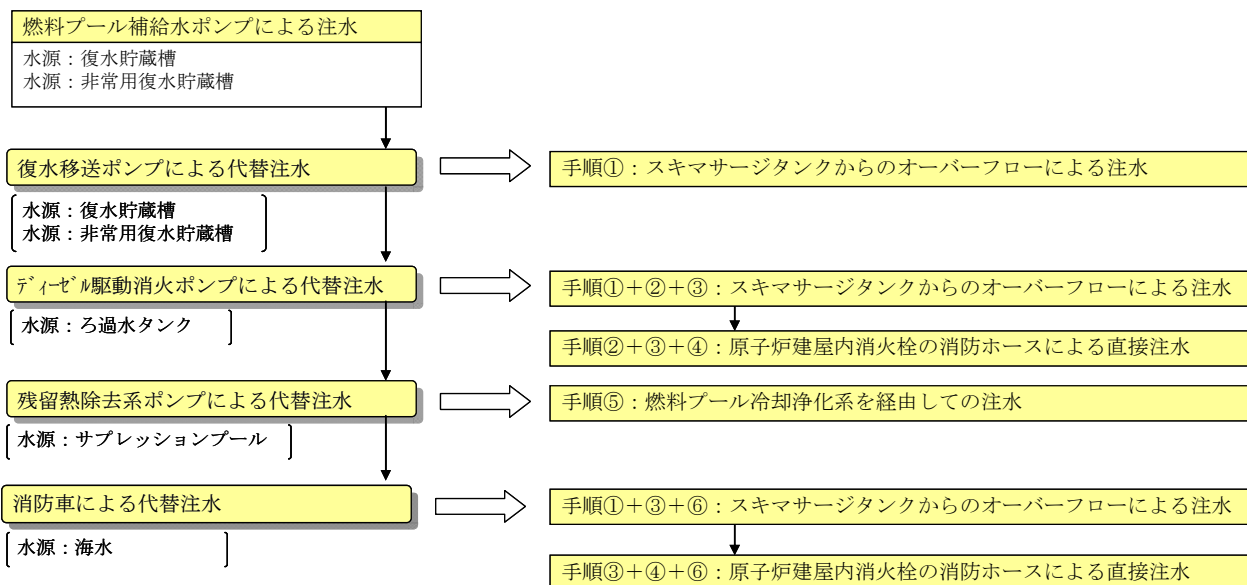 燃料プール補給水ポンプによる注水
水源：復水貯蔵槽
水源：非常用復水貯蔵槽
復水移送ポンプによる代替注水
手順①：スキマサージタンクからのオーバーフローによる注水
水源：復水貯蔵槽
水源：非常用復水貯蔵槽
ﾃﾞｨｰｾﾞﾙ駆動消火ポンプによる代替注水
手順①＋②＋③：スキマサージタンクからのオーバーフローによる注水
水源：ろ過水タンク
手順②＋③＋④：原子炉建屋内消火栓の消防ホースによる直接注水
残留熱除去系ポンプによる代替注水
手順⑤：燃料プール冷却浄化系を経由しての注水
水源：サプレッションプール
消防車による代替注水
手順①＋③＋⑥：スキマサージタンクからのオーバーフローによる注水
水源：海水
手順③＋④＋⑥：原子炉建屋内消火栓の消防ホースによる直接注水